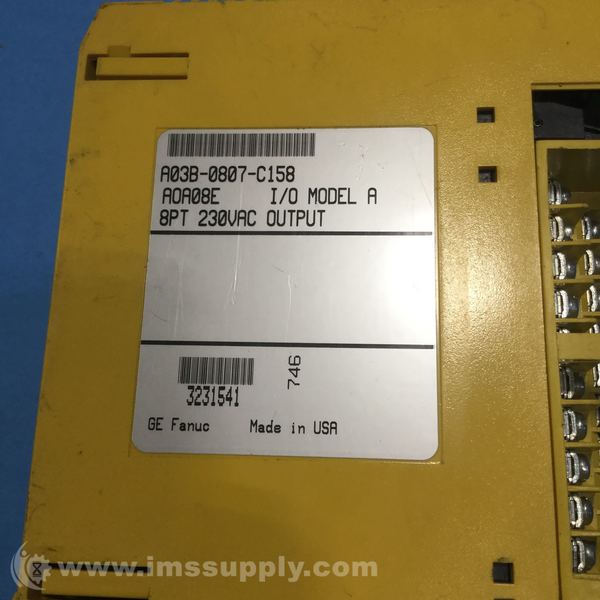 A03B-0807-C158
AOA08E I/O MODEL A
8PT 230VAC OUTPUT
746
3231541
GE Fanuc Made in USA
www.imssupply.com